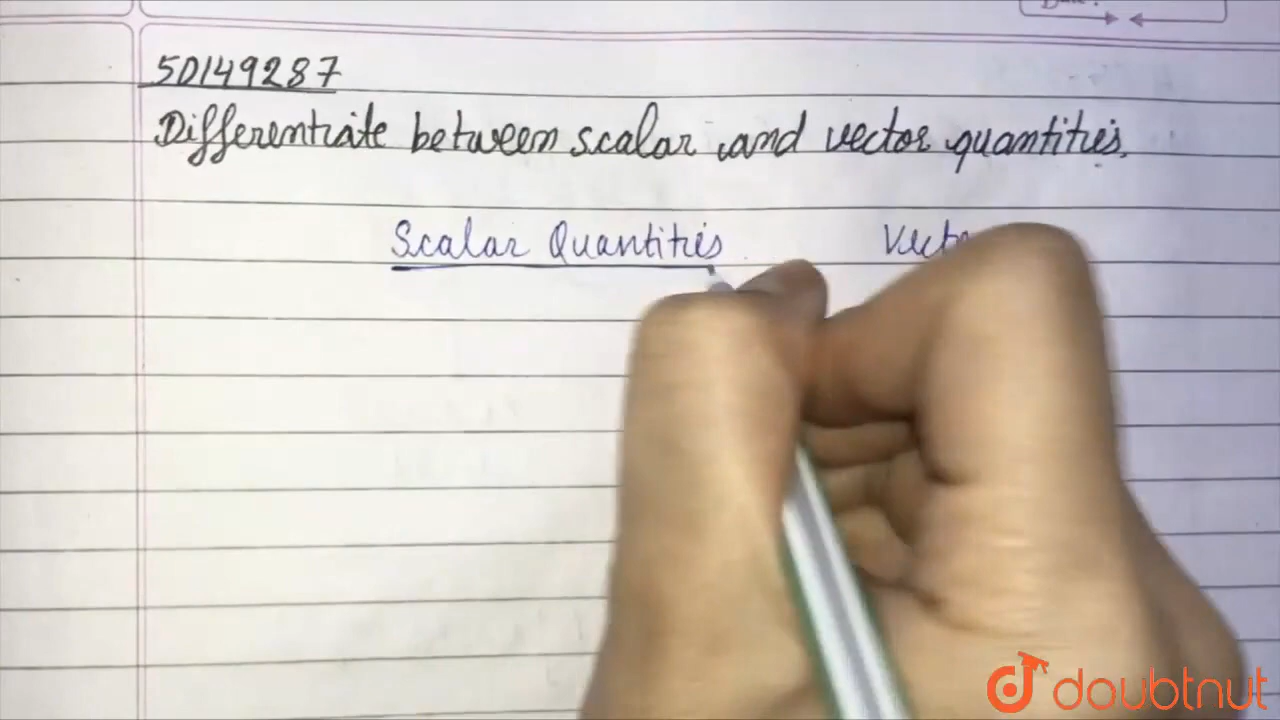 50149287
Differentiate between scalar and vector quantities.
Scalar Quantities
doubtnut